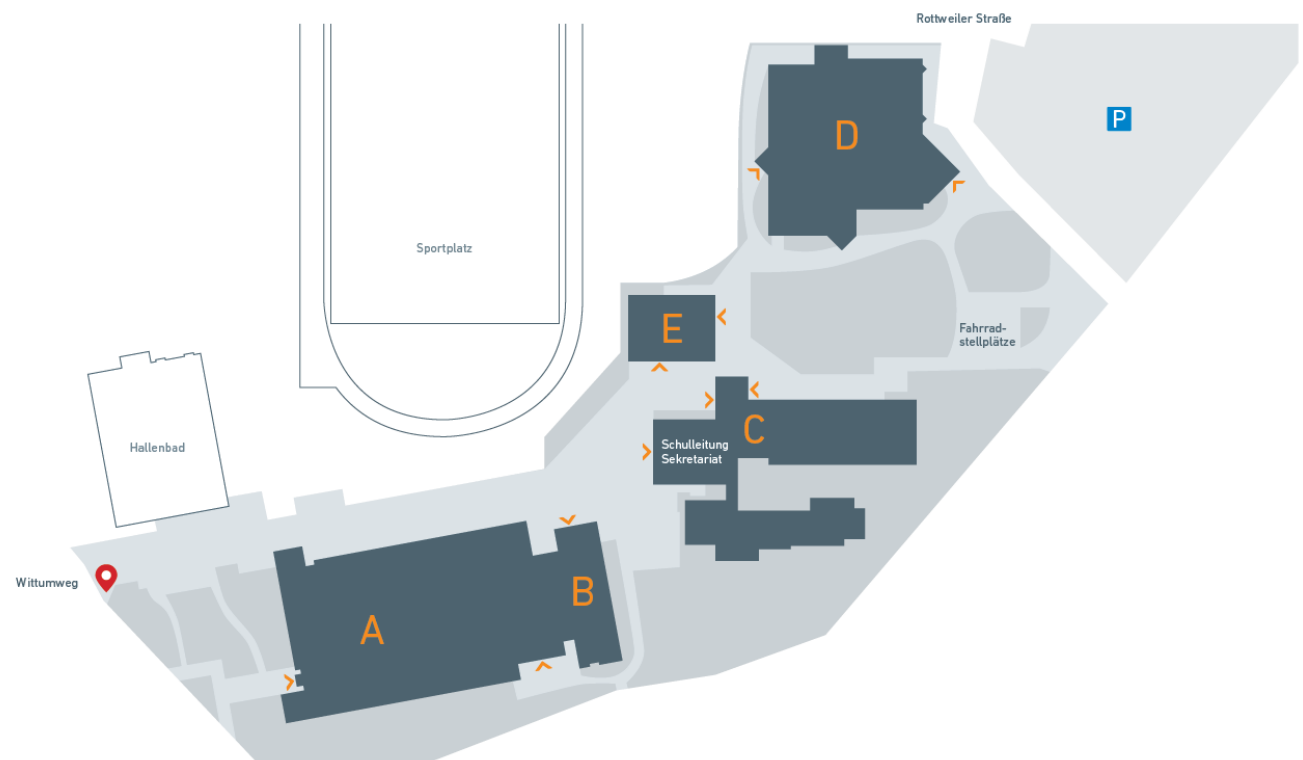 Rottweiler Straße
P
D
Sportplatz
E
Fahrrad-
stellplätze
C
Schulleitung
Sekretariat
Hallenbad
Wittumweg
B
A